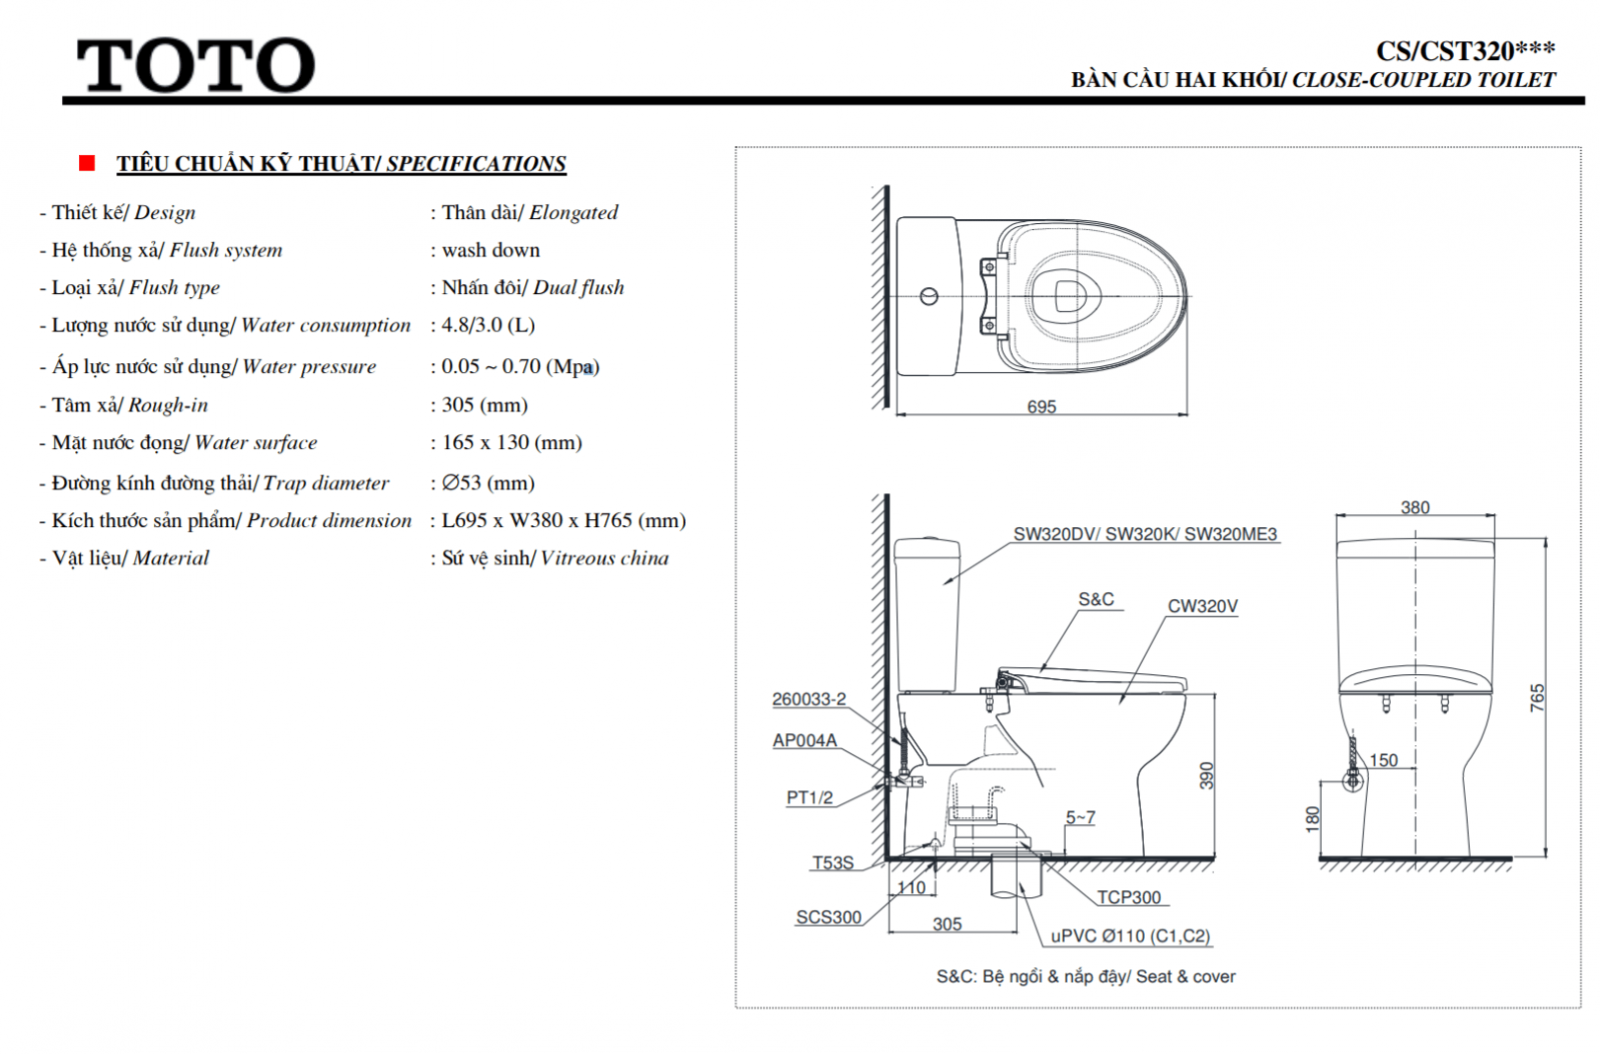 TOTO
CS/CST320***
BÀN CẦU HAI KHỐI/ CLOSE-COUPLED TOILET
TIÊU CHUẨN KỸ THUẬT/ SPECIFICATIONS
- Thiết kế/ Design : Thân dài/ Elongated
- Hệ thống xả/ Flush system : wash down
- Loại xả/ Flush type : Nhấn đôi/ Dual flush
- Lượng nước sử dụng/ Water consumption : 4.8/3.0 (L)
- Áp lực nước sử dụng/ Water pressure : 0.05 ~ 0.70 (Mpa)
- Tâm xả/ Rough-in : 305 (mm)
- Mặt nước đọng/ Water surface : 165 x 130 (mm)
- Đường kính đường thải/ Trap diameter : Ø53 (mm)
- Kích thước sản phẩm/ Product dimension : L695 x W380 x H765 (mm)
- Vật liệu/ Material : Sứ vệ sinh/ Vitreous china
695
380
SW320DV/ SW320K/ SW320ME3
S&C
CW320V
260033-2
765
AP004A
150
390
PT1/2
180
5~7
T53S
110
TCP300
SCS300
305
uPVC Ø110 (C1,C2)
S&C: Bệ ngồi & nắp đậy/ Seat & cover